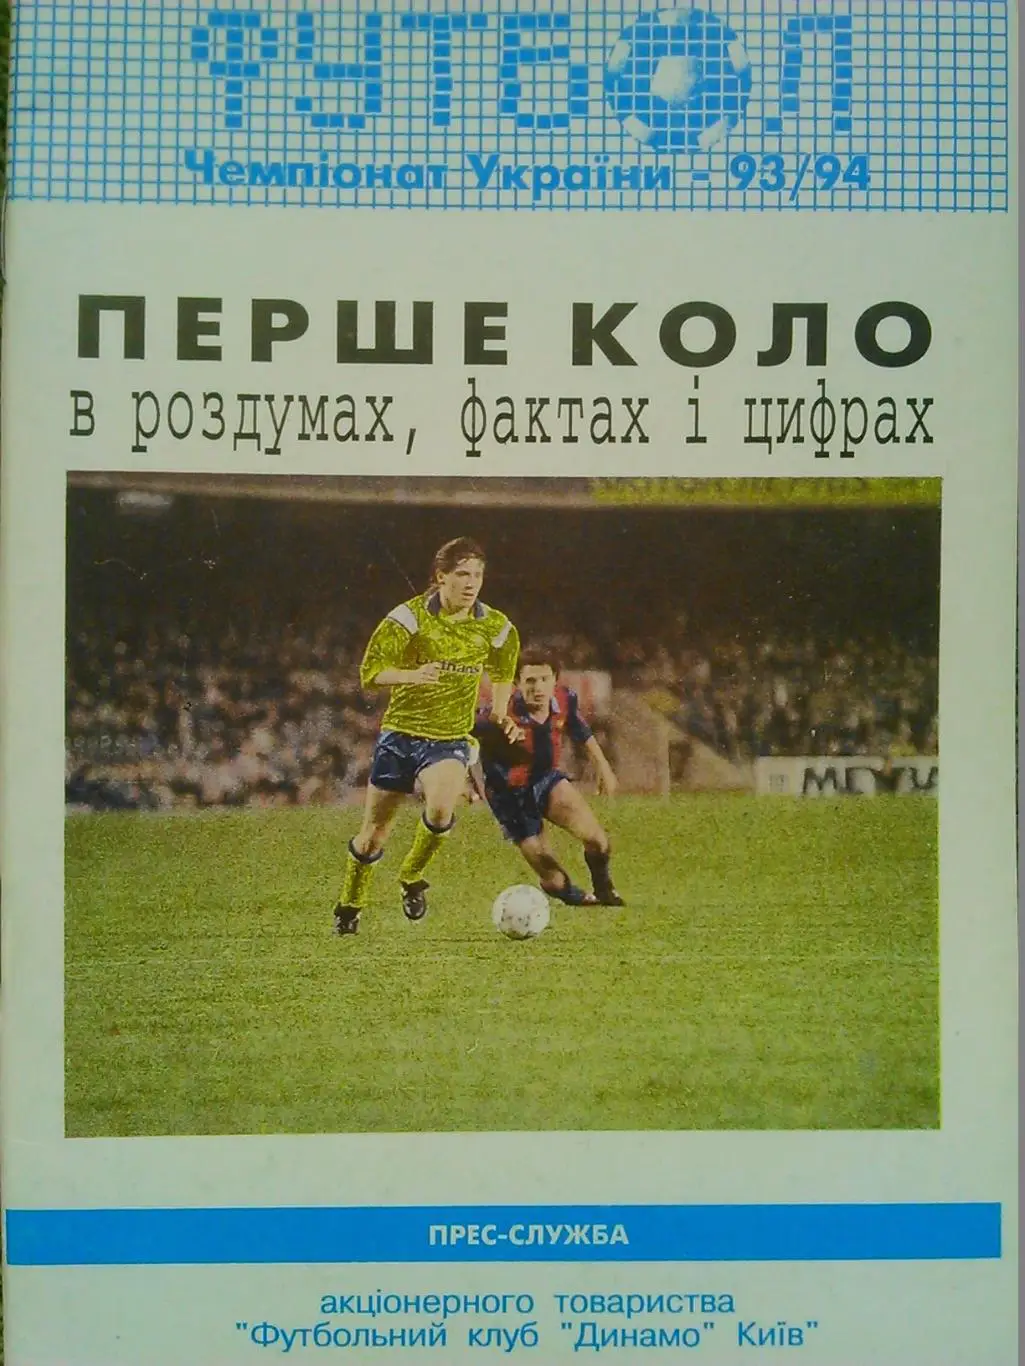 ФУТБОЛ
Чемпіонат України - 93/94
ПЕРШЕ КОЛО
в роздумах, фактах і цифрах
ПРЕС-СЛУЖБА
акціонерного товариства
"Футбольний клуб "Динамо" Київ"